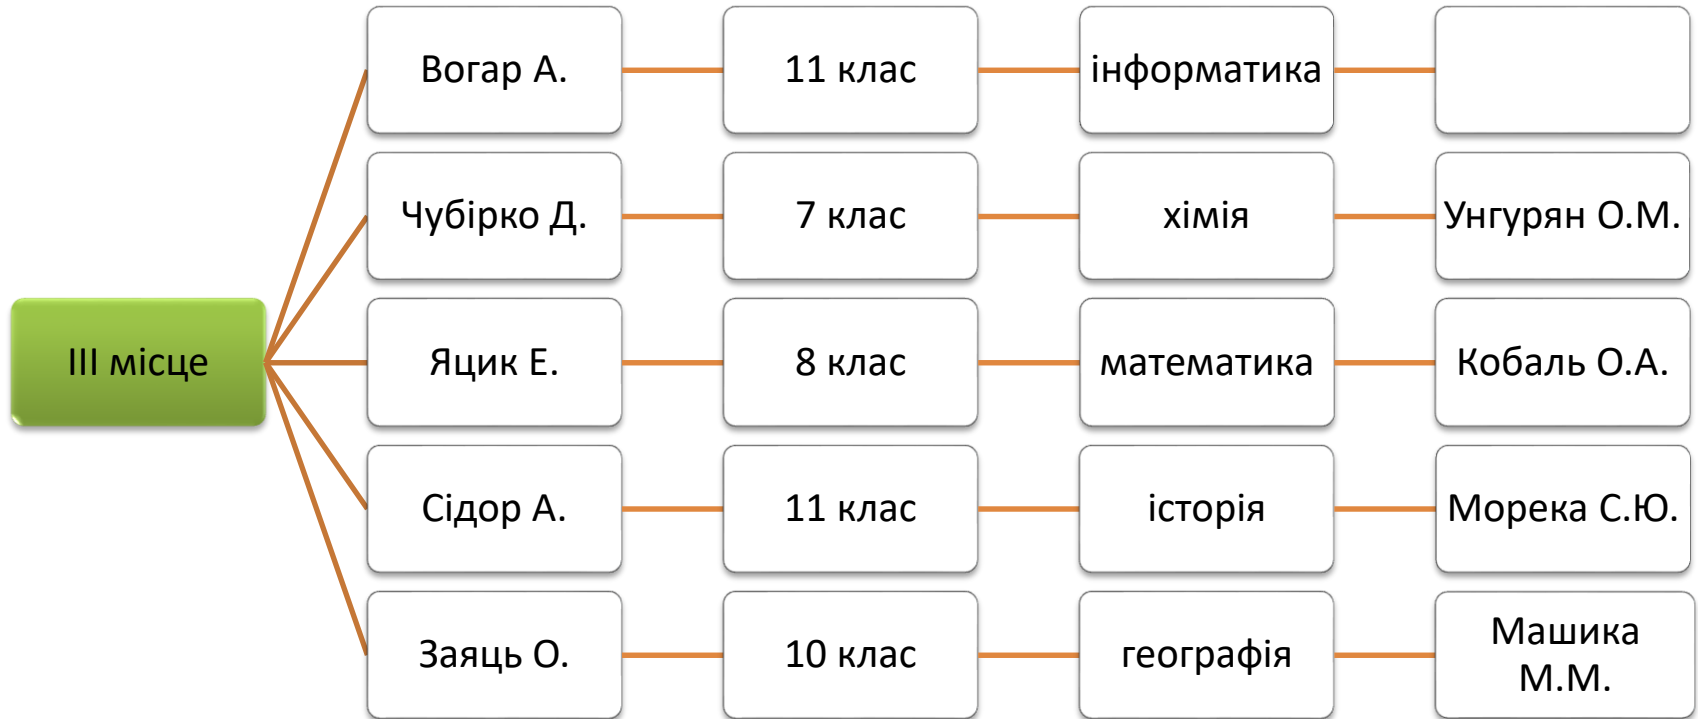 III місце
Вогар А.
11 клас
інформатика
Чубірко Д.
7 клас
хімія
Унгурян О.М.
Яцик Е.
8 клас
математика
Кобаль О.А.
Сідор А.
11 клас
історія
Морека С.Ю.
Заяць О.
10 клас
географія
Машика
М.М.